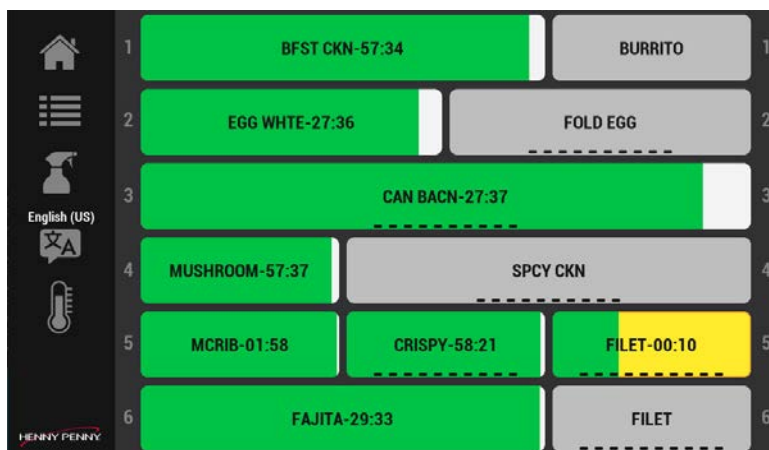 1 BFST CKN-57:34 BURRITO 1
2 EGG WHTE-27:36 FOLD EGG 2
3 CAN BACN-27:37 3
English (US)
文A
4 MUSHROOM-57:37 SPCY CKN 4
5 MCRIB-01:58 CRISPY-58:21 FILET-00:10 5
6 FAJITA-29:33 FILET 6
HENNY PENNY